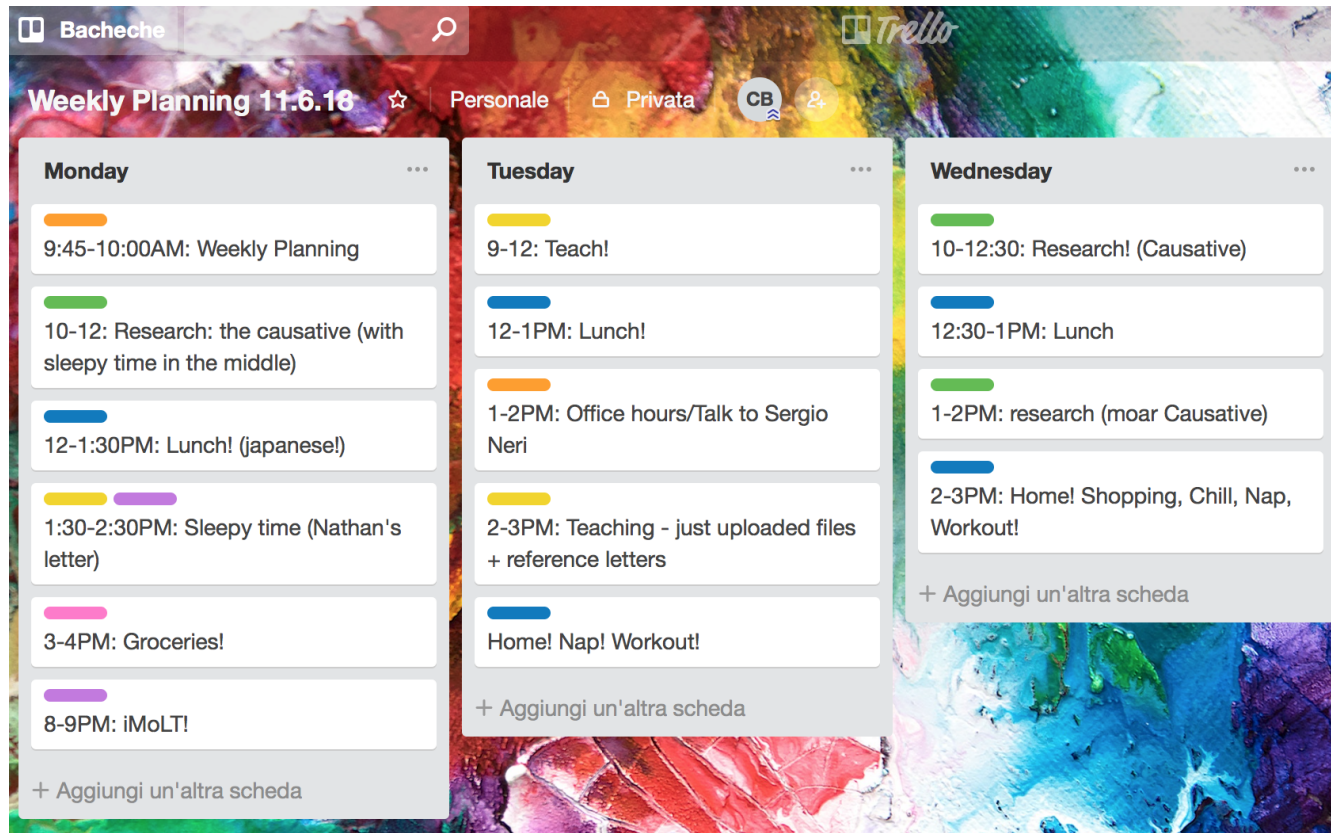 Bacheche
Trello
Weekly Planning 11.6.18
Personale
Privata
CB
Monday
9:45-10:00AM: Weekly Planning
10-12: Research: the causative (with
sleepy time in the middle)
12-1:30PM: Lunch! (japanese!)
1:30-2:30PM: Sleepy time (Nathan's
letter)
3-4PM: Groceries!
8-9PM: iMoLT!
+ Aggiungi un'altra scheda
Tuesday
9-12: Teach!
12-1PM: Lunch!
1-2PM: Office hours/Talk to Sergio
Neri
2-3PM: Teaching - just uploaded files
+ reference letters
Home! Nap! Workout!
+ Aggiungi un'altra scheda
Wednesday
10-12:30: Research! (Causative)
12:30-1PM: Lunch
1-2PM: research (moar Causative)
2-3PM: Home! Shopping, Chill, Nap,
Workout!
+ Aggiungi un'altra scheda